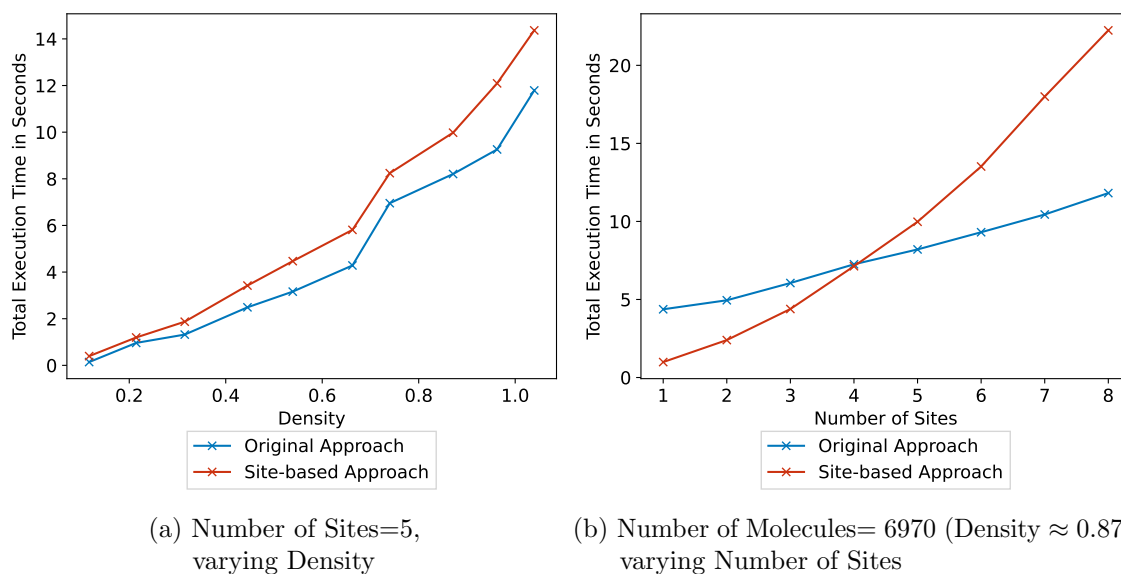 Total Execution Time in Seconds
14
12
10
8
6
4
2
0
0.2 0.4 0.6 0.8 1.0
Density
Original Approach
Site-based Approach
(a) Number of Sites=5,
varying Density
Total Execution Time in Seconds
20
15
10
5
0
1 2 3 4 5 6 7 8
Number of Sites
Original Approach
Site-based Approach
(b) Number of Molecules= 6970 (Density ≈ 0.87
varying Number of Sites